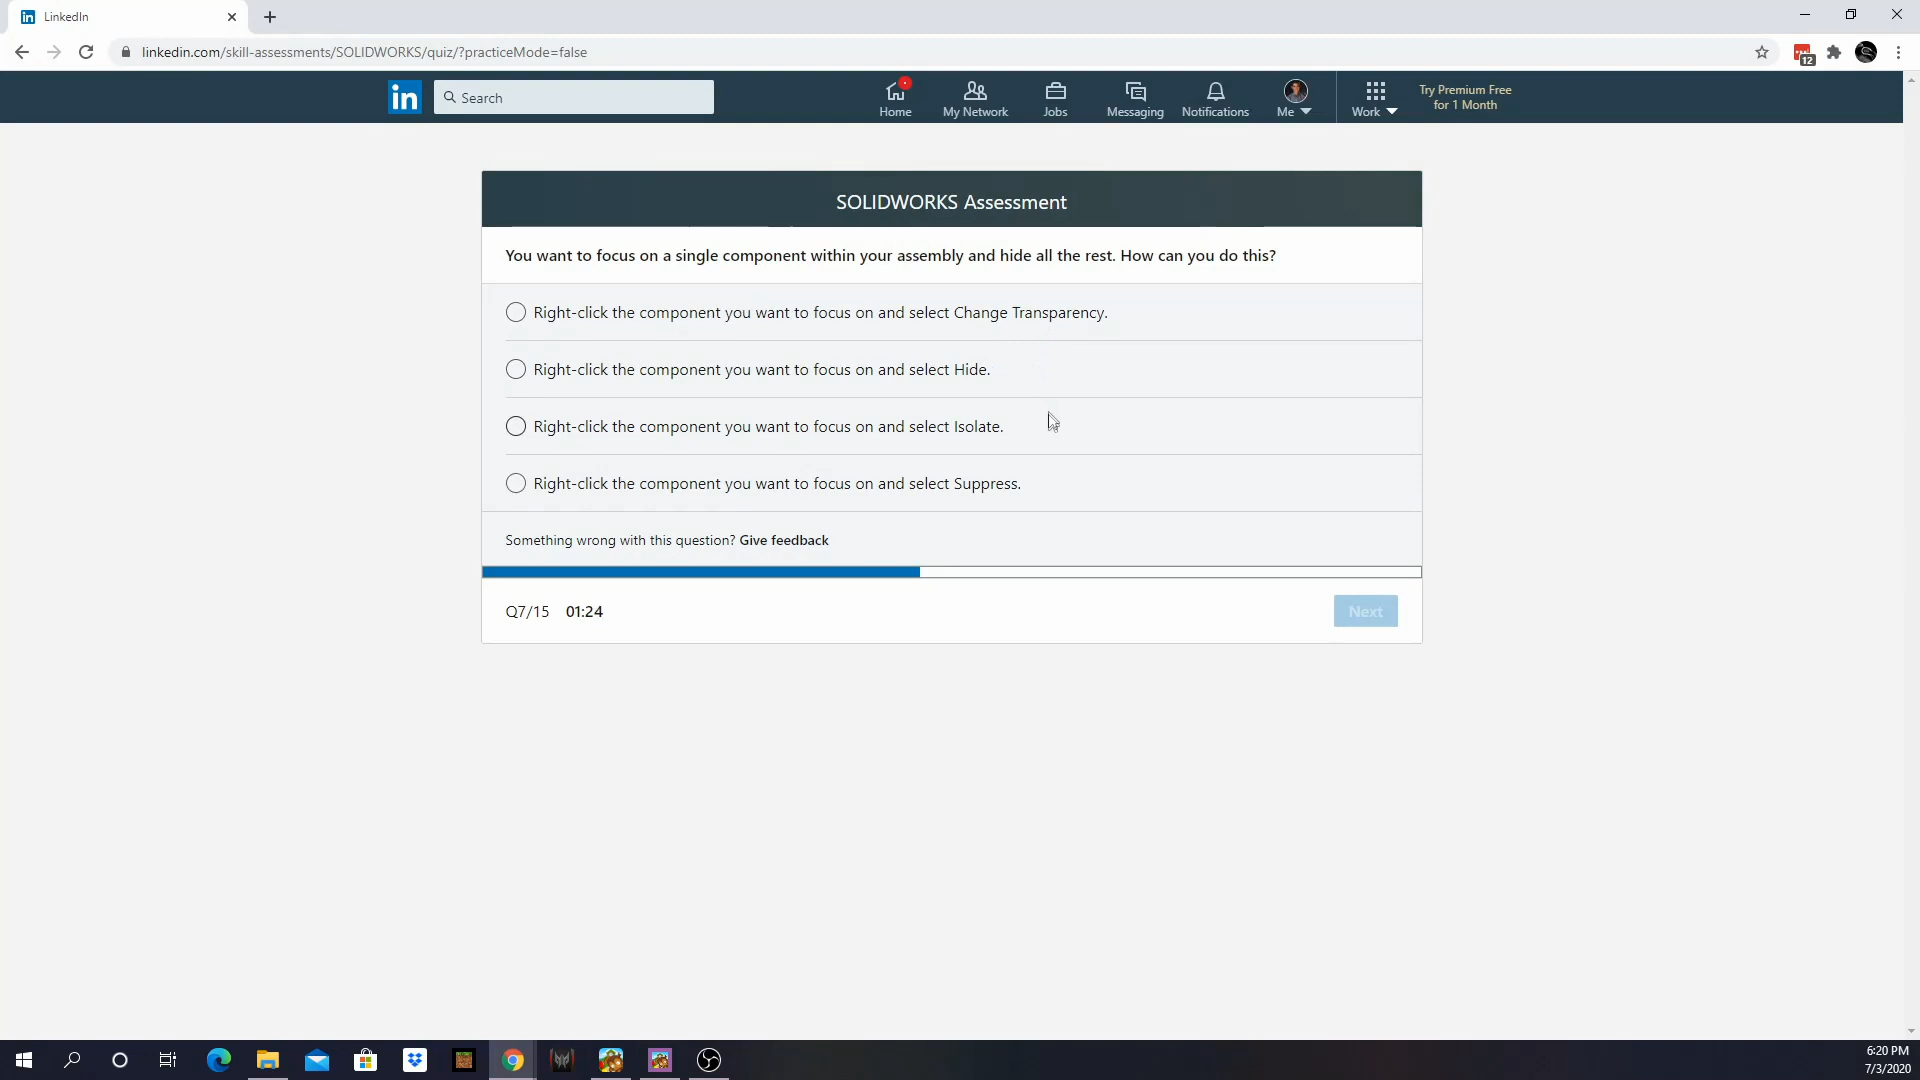 LinkedIn
linkedin.com/skill-assessments/SOLIDWORKS/quiz/?practiceMode=false
12
in
Search
Home
My Network
Jobs
Messaging
Notifications
Me
Work
Try Premium Free
for 1 Month
SOLIDWORKS Assessment
You want to focus on a single component within your assembly and hide all the rest. How can you do this?
Right-click the component you want to focus on and select Change Transparency.
Right-click the component you want to focus on and select Hide.
Right-click the component you want to focus on and select Isolate.
Right-click the component you want to focus on and select Suppress.
Something wrong with this question? Give feedback
Q7/15 01:24
Next
6:20 PM
7/3/2020